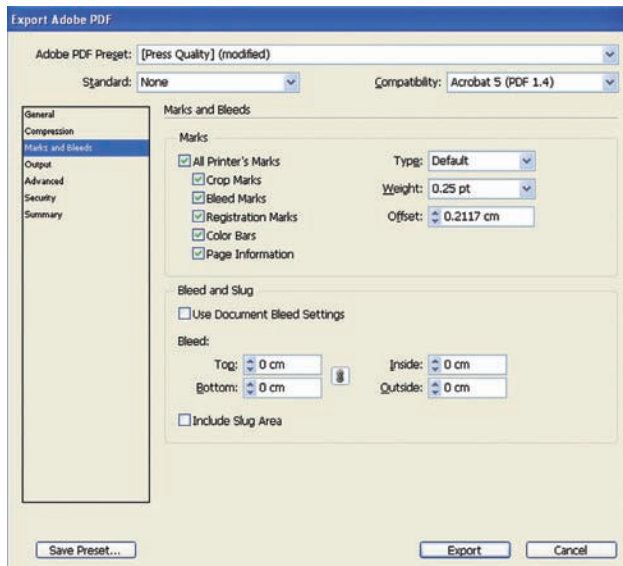 Export Adobe PDF
Adobe PDF Preset: [Press Quality] (modified)
Standard: None Compatibility: Acrobat 5 (PDF 1.4)
General
Compression
Marks and Bleeds
Output
Advanced
Security
Summary
Marks and Bleeds
Marks
All Printer's Marks
Crop Marks
Bleed Marks
Registration Marks
Color Bars
Page Information
Type: Default
Weight: 0.25 pt
Offset: 0.2117 cm
Bleed and Slug
Use Document Bleed Settings
Bleed:
Top: 0 cm Inside: 0 cm
Bottom: 0 cm Outside: 0 cm
Include Slug Area
Save Preset... Export Cancel